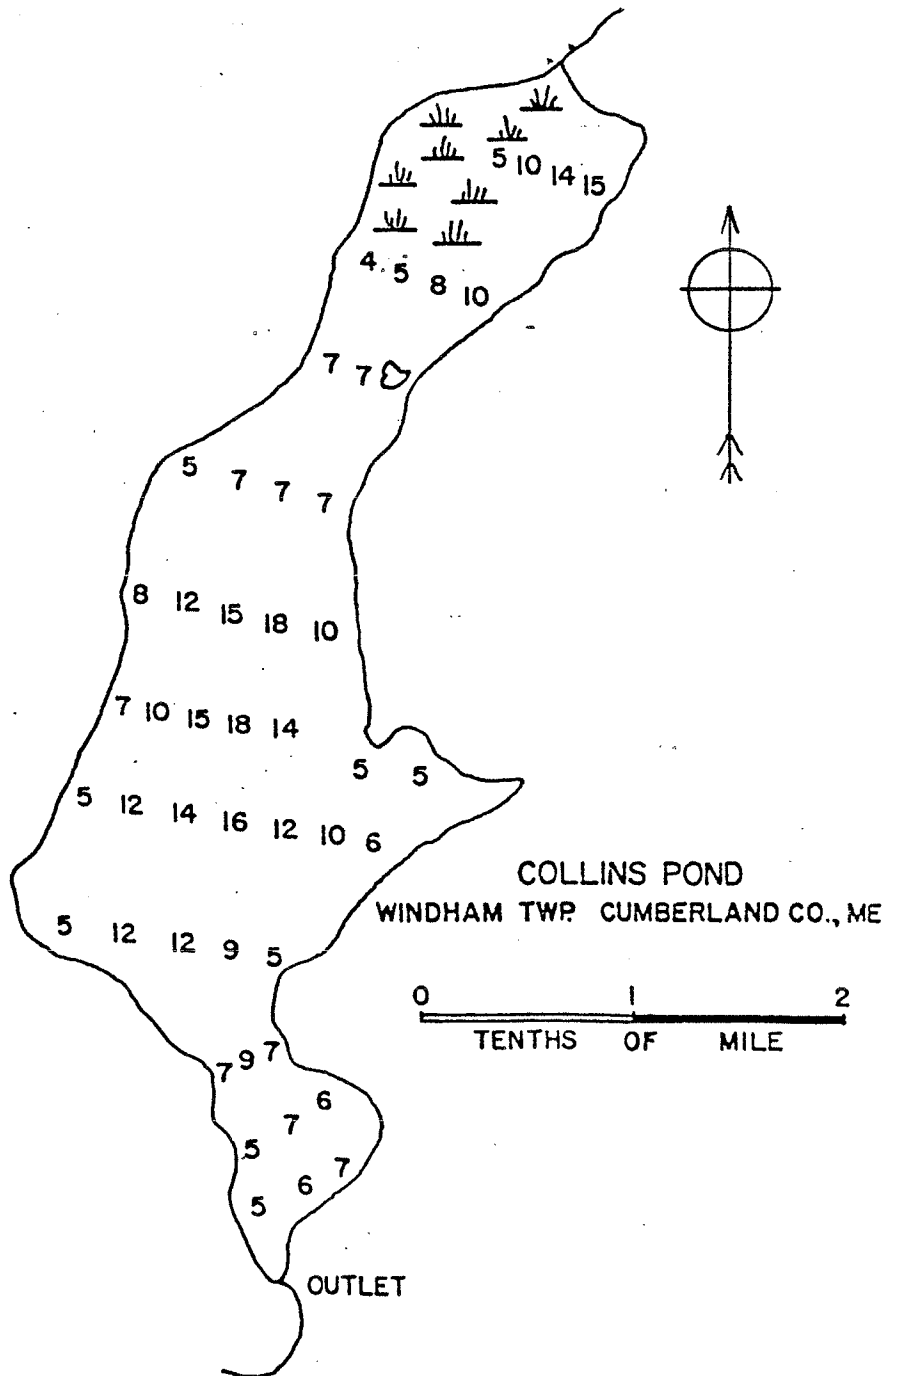 5 10 14 15
4 5 8 10
7 7
5 7 7 7
8 12 15 18 10
7 10 15 18 14
5 5
5 12 14 16 12 10 6
COLLINS POND
WINDHAM TWP. CUMBERLAND CO., ME
5 12 12 9 5
0 1 2
TENTHS OF MILE
7 9 7
6
7
5
7
6
5
OUTLET